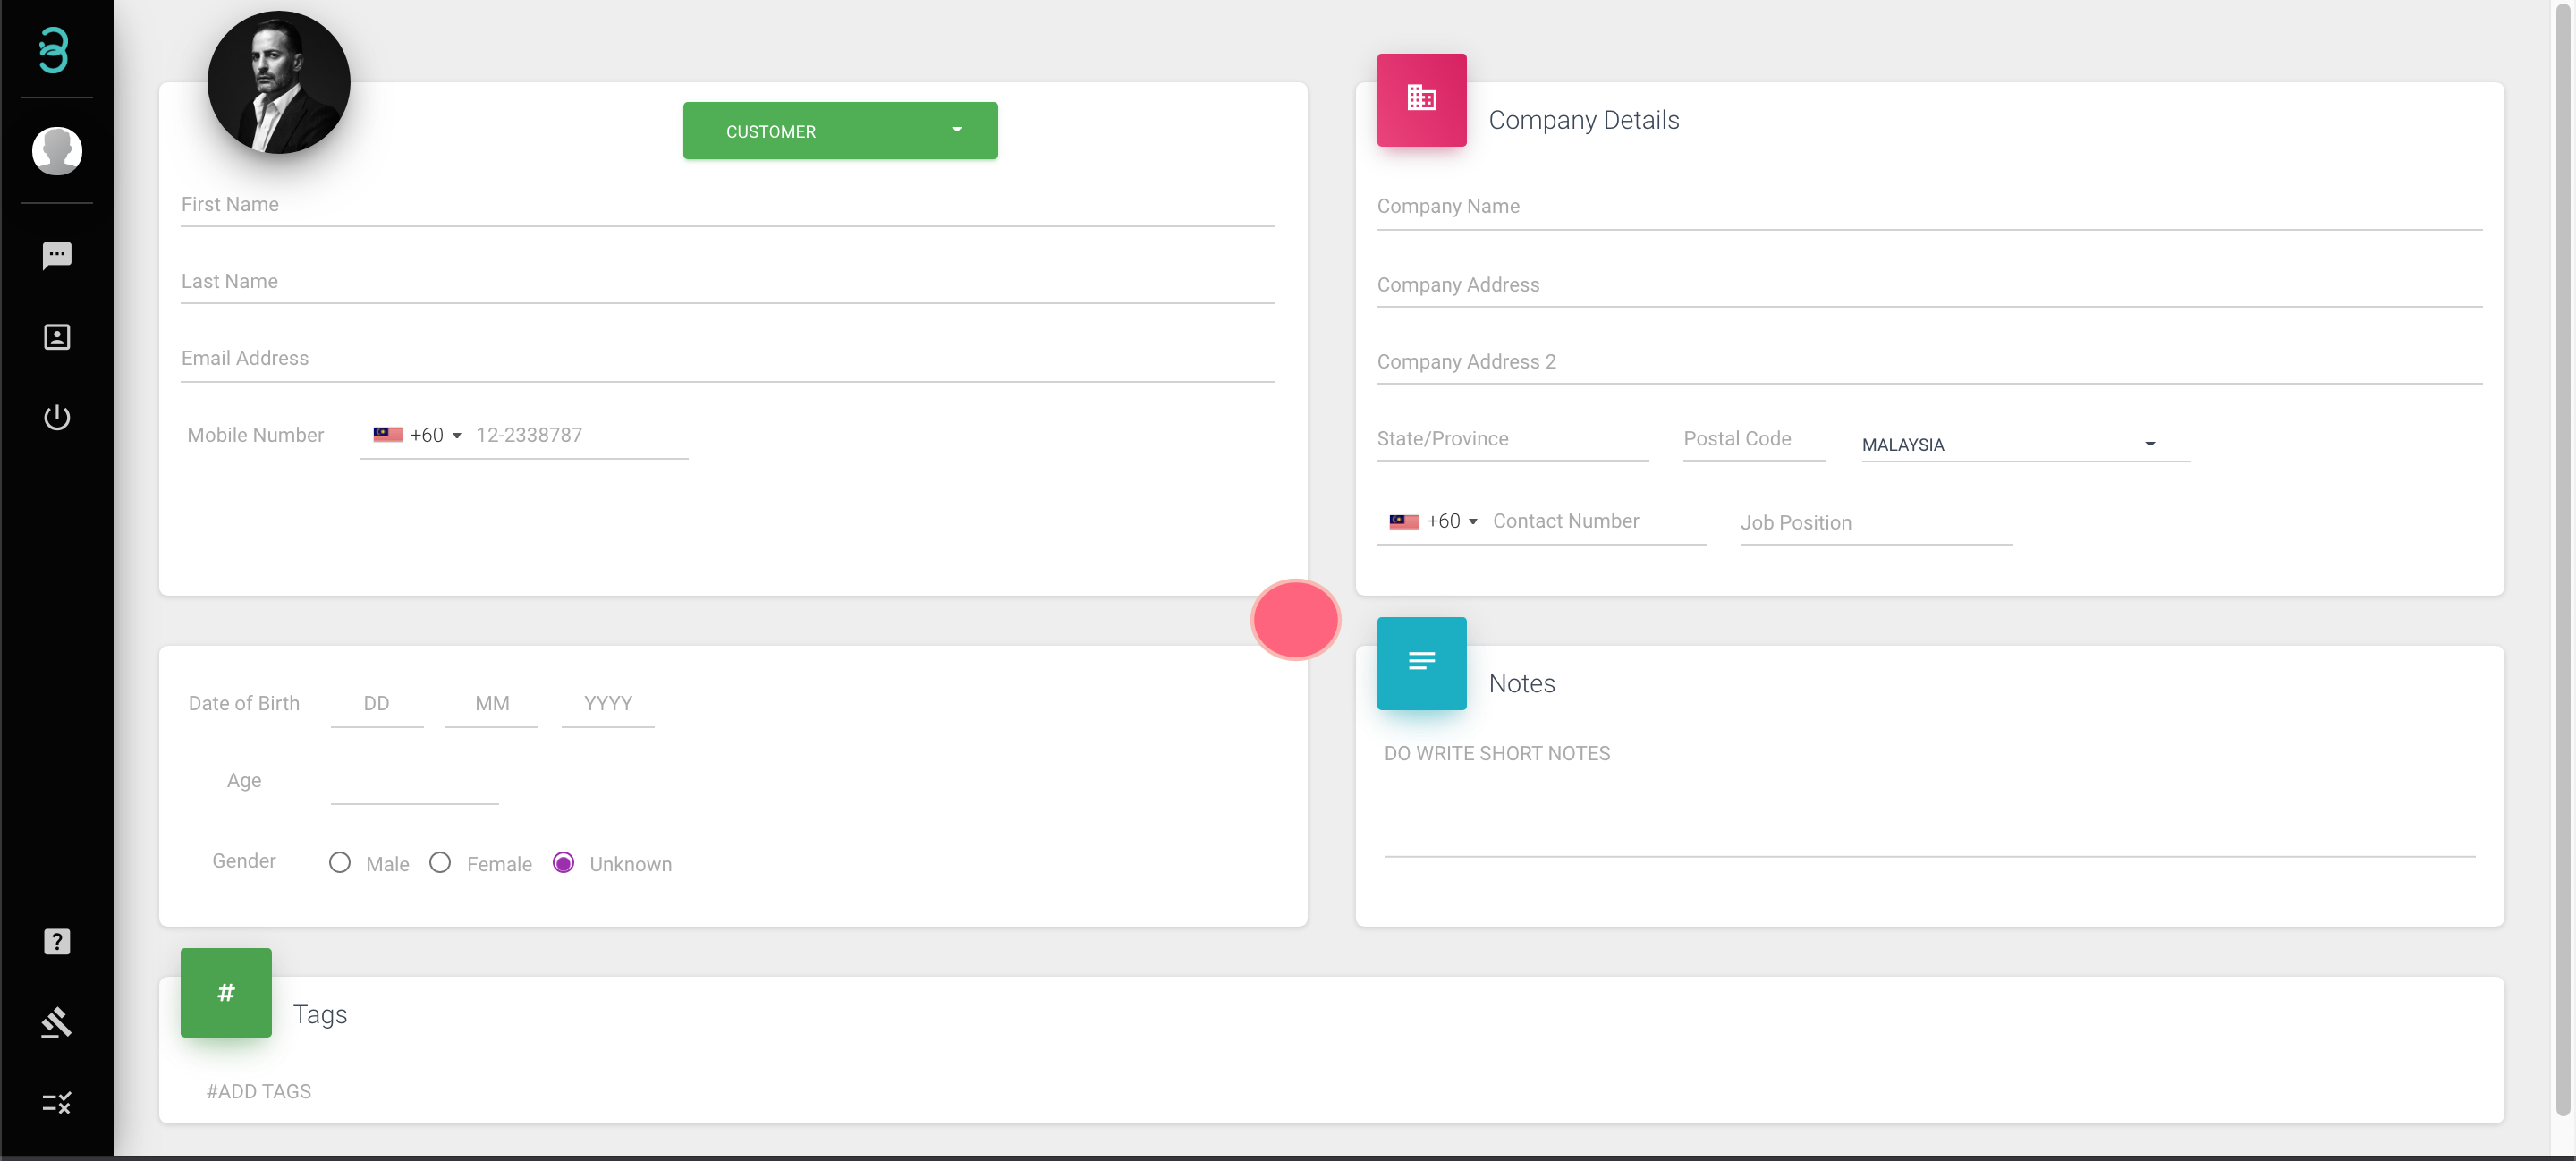 CUSTOMER
First Name
Last Name
Email Address
Mobile Number +60 12-2338787
Company Details
Company Name
Company Address
Company Address 2
State/Province Postal Code MALAYSIA
+60 Contact Number Job Position
Date of Birth DD MM YYYY
Age
Gender Male Female Unknown
Notes
DO WRITE SHORT NOTES
#
Tags
#ADD TAGS